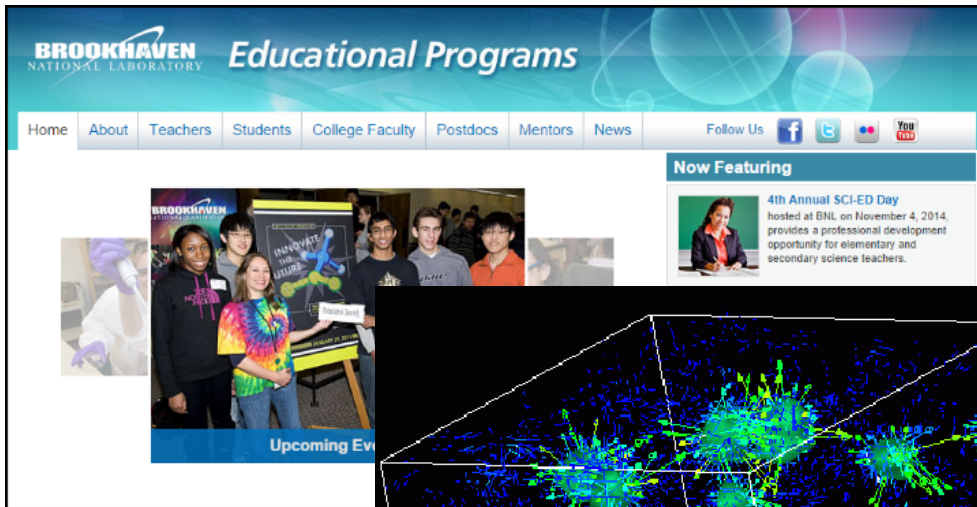 BROOKHAVEN
NATIONAL LABORATORY
Educational Programs
Home About Teachers Students College Faculty Postdocs Mentors News Follow Us
You
Tube
Now Featuring
4th Annual SCI-ED Day
hosted at BNL on November 4, 2014,
provides a professional development
opportunity for elementary and
secondary science teachers.
BROOKHAVEN
INNOVATE
THE
FUTURE
Upcoming Eve